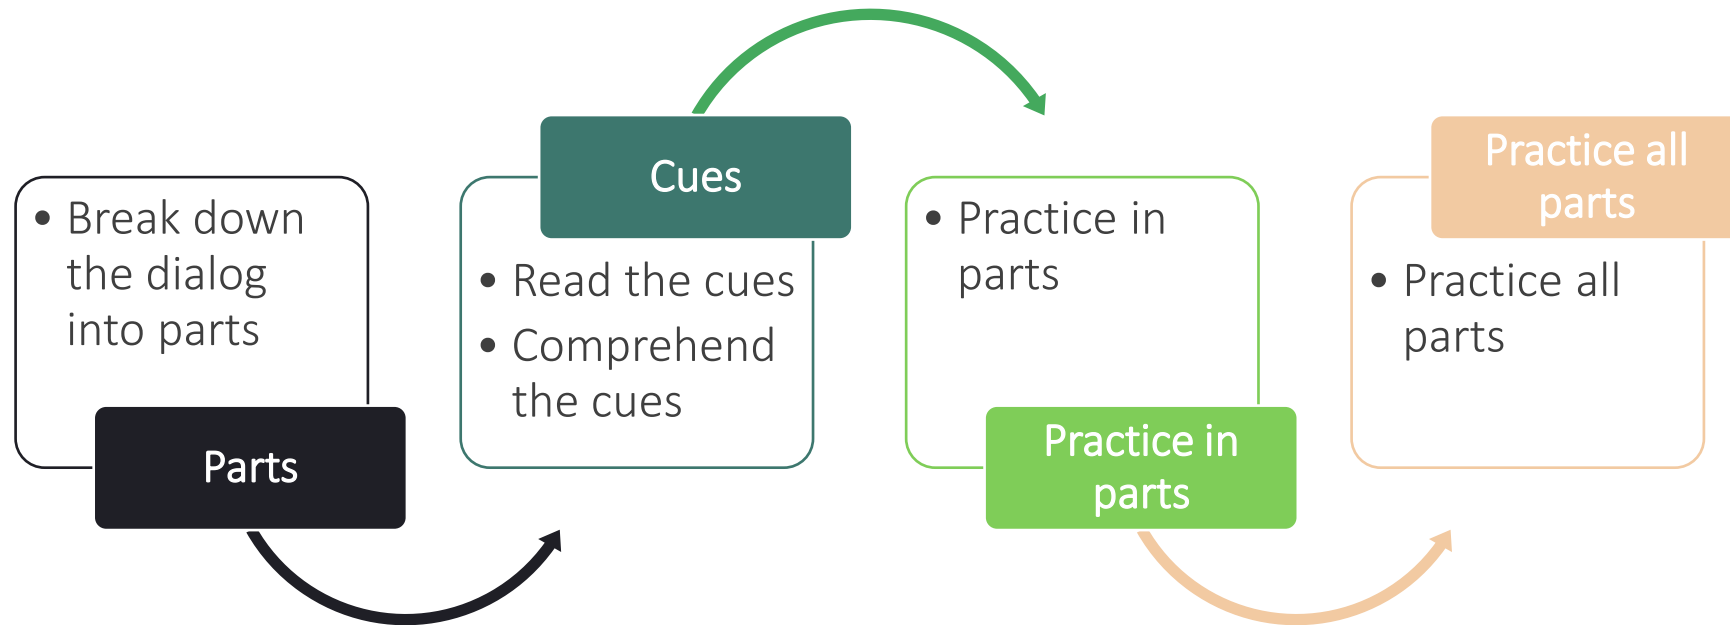 • Break down
the dialog
into parts
Parts
Cues
• Read the cues
• Comprehend
the cues
• Practice in
parts
Practice in
parts
Practice all
parts
• Practice all
parts